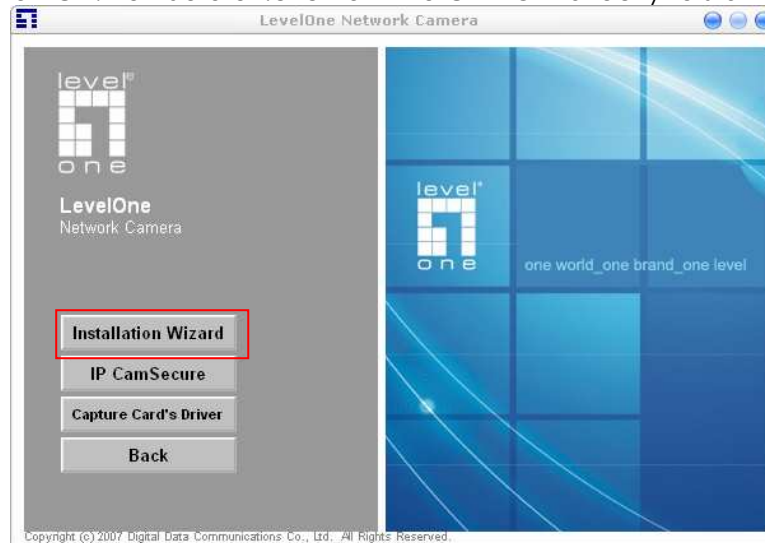 LevelOne Network Camera
level®
one
LevelOne
Network Camera
Installation Wizard
IP CamSecure
Capture Card's Driver
Back
level®
one
one world_one brand_one level
Copyright (c) 2007 Digital Data Communications Co., Ltd. All Rights Reserved.